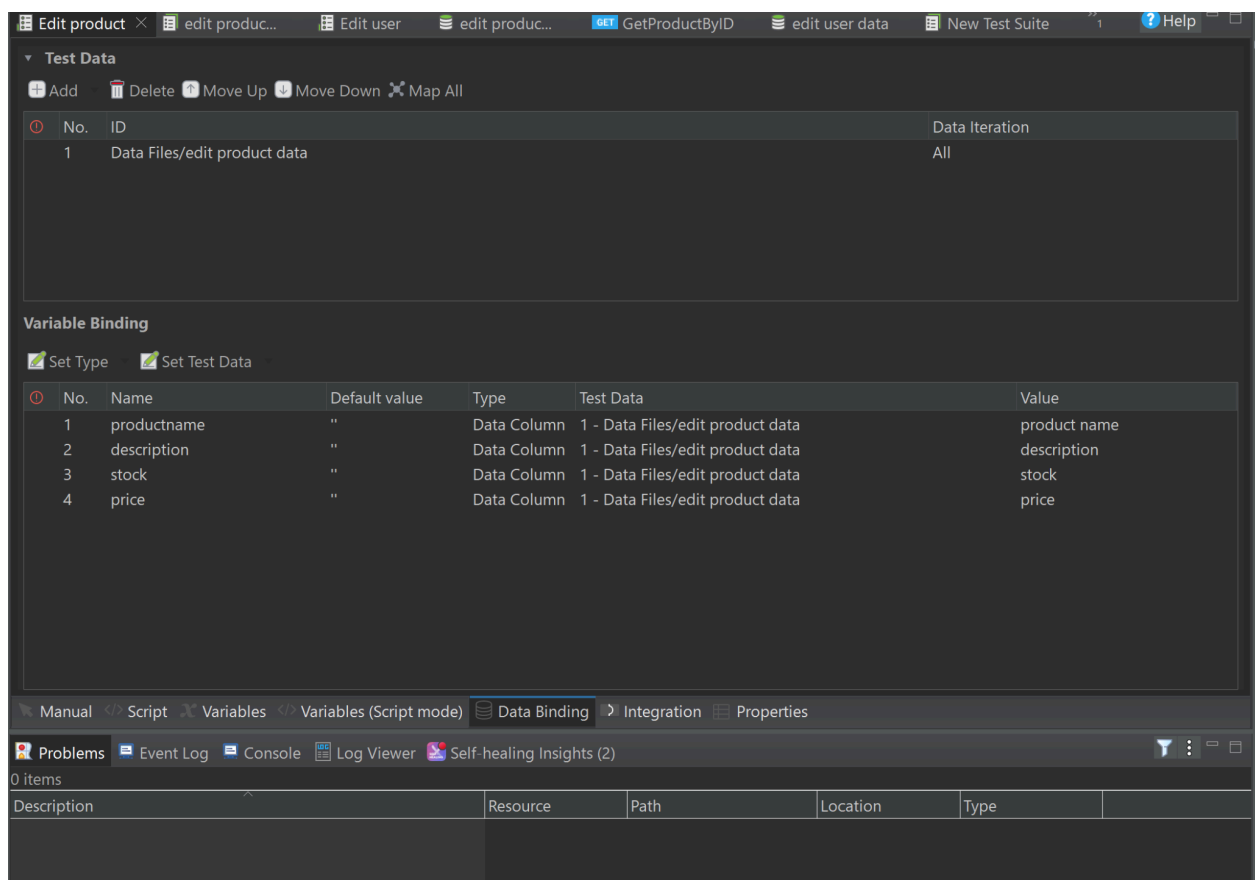 Edit product edit produc... Edit user edit produc... GET GetProductByID edit user data New Test Suite 1 Help
Test Data
Add Delete Move Up Move Down Map All
No. ID Data Iteration
1 Data Files/edit product data All
Variable Binding
Set Type Set Test Data
No. Name Default value Type Test Data Value
1 productname '' Data Column 1 - Data Files/edit product data product name
2 description '' Data Column 1 - Data Files/edit product data description
3 stock '' Data Column 1 - Data Files/edit product data stock
4 price '' Data Column 1 - Data Files/edit product data price
Manual Script Variables Variables (Script mode) Data Binding Integration Properties
Problems Event Log Console Log Viewer Self-healing Insights (2)
0 items
Description Resource Path Location Type